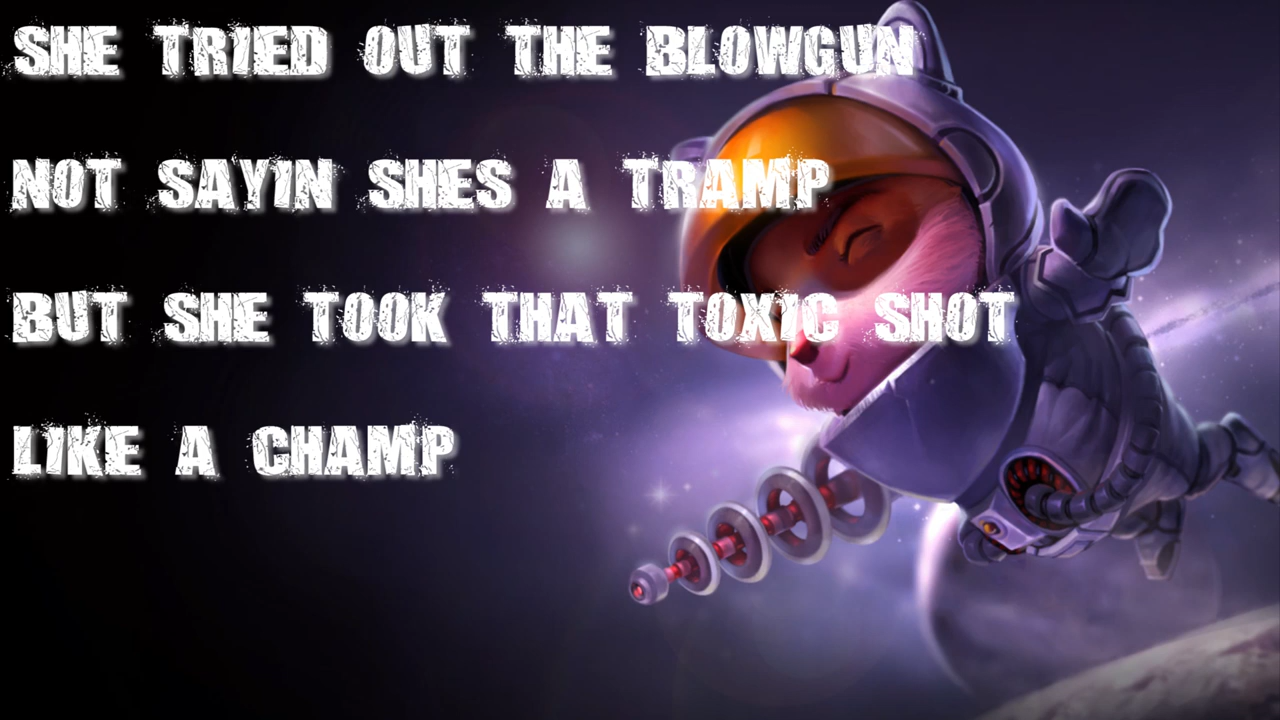 SHE TRIED OUT THE BLOWGUN
NOT SAYIN SHES A TRAMP
BUT SHE TOOK THAT TOXIC SHOT
LIKE A CHAMP